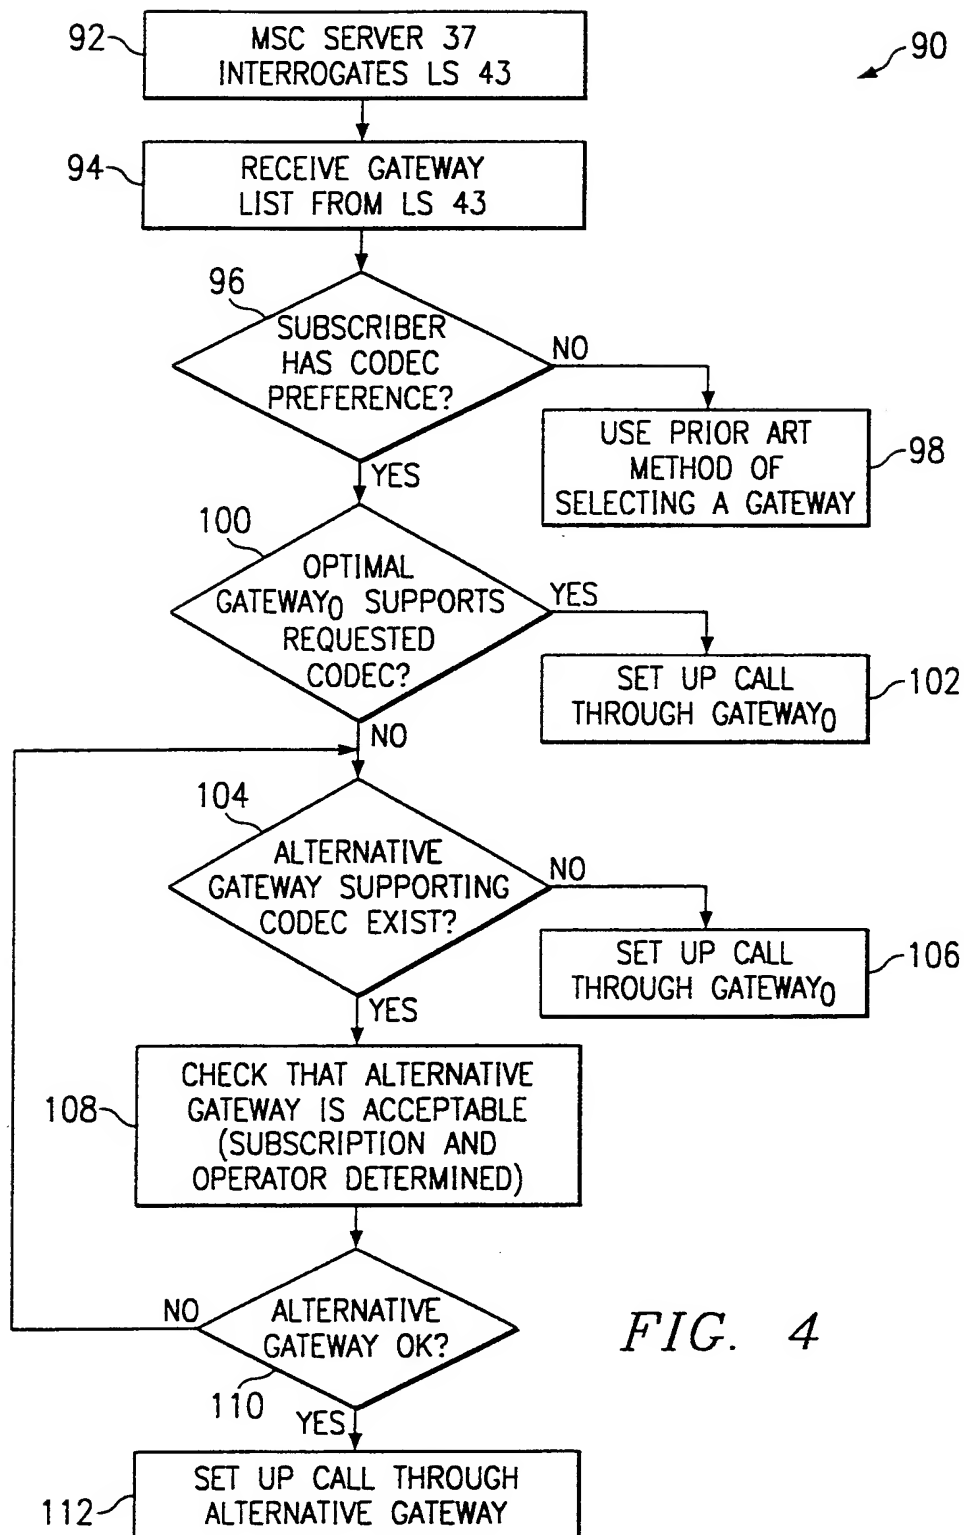 92
MSC SERVER 37
INTERROGATES LS 43
90
94
RECEIVE GATEWAY
LIST FROM LS 43
96
SUBSCRIBER
HAS CODEC
PREFERENCE?
NO
YES
USE PRIOR ART
METHOD OF
SELECTING A GATEWAY
98
100
OPTIMAL
GATEWAY0 SUPPORTS
REQUESTED
CODEC?
YES
NO
SET UP CALL
THROUGH GATEWAY0
102
104
ALTERNATIVE
GATEWAY SUPPORTING
CODEC EXIST?
NO
YES
SET UP CALL
THROUGH GATEWAY0
106
108
CHECK THAT ALTERNATIVE
GATEWAY IS ACCEPTABLE
(SUBSCRIPTION AND
OPERATOR DETERMINED)
NO
ALTERNATIVE
GATEWAY OK?
110
YES
FIG. 4
112
SET UP CALL THROUGH
ALTERNATIVE GATEWAY